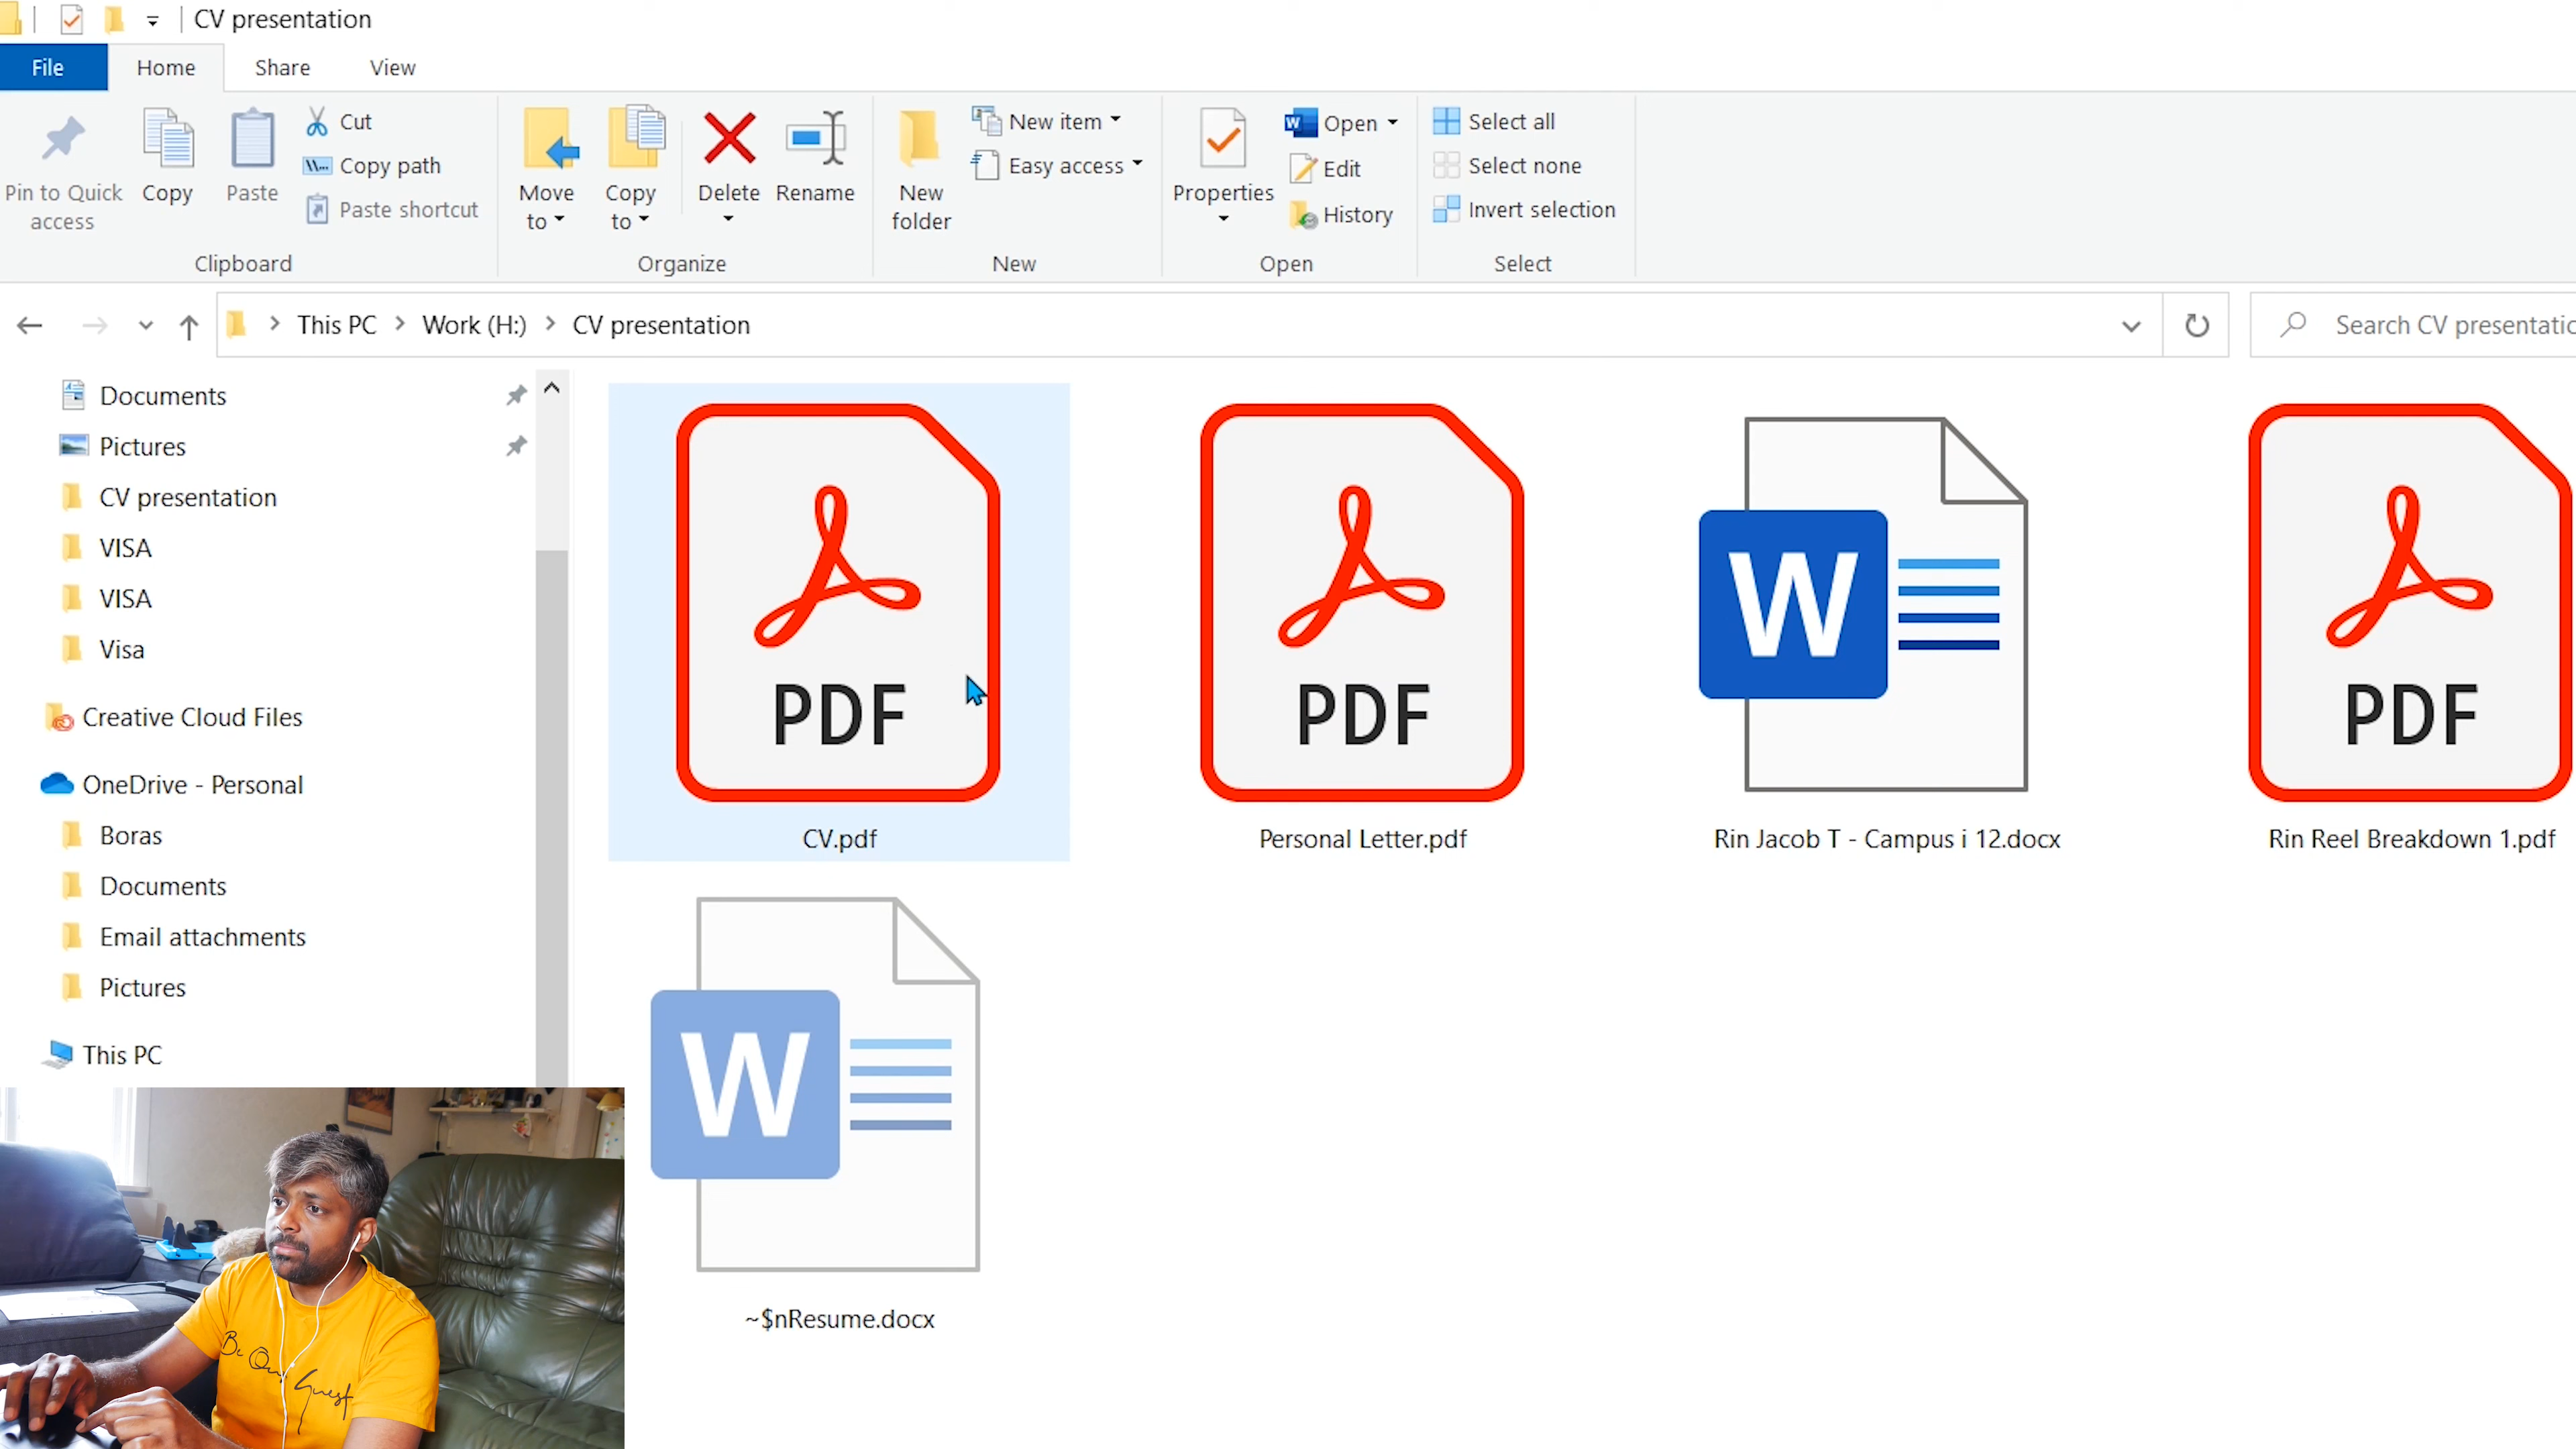 CV presentation
File Home Share View
Pin to Quick access
Copy
Paste
Cut
Copy path
Paste shortcut
Clipboard
Move to
Copy to
Delete
Rename
Organize
New folder
New item
Easy access
New
Properties
Open
Edit
History
Open
Select all
Select none
Invert selection
Select
This PC Work (H:) CV presentation
Search CV presentatio
Documents
Pictures
CV presentation
VISA
VISA
Visa
Creative Cloud Files
OneDrive - Personal
Boras
Documents
Email attachments
Pictures
This PC
PDF
CV.pdf
PDF
Personal Letter.pdf
W
Rin Jacob T - Campus i 12.docx
PDF
Rin Reel Breakdown 1.pdf
W
~$nResume.docx
Be Our Guest